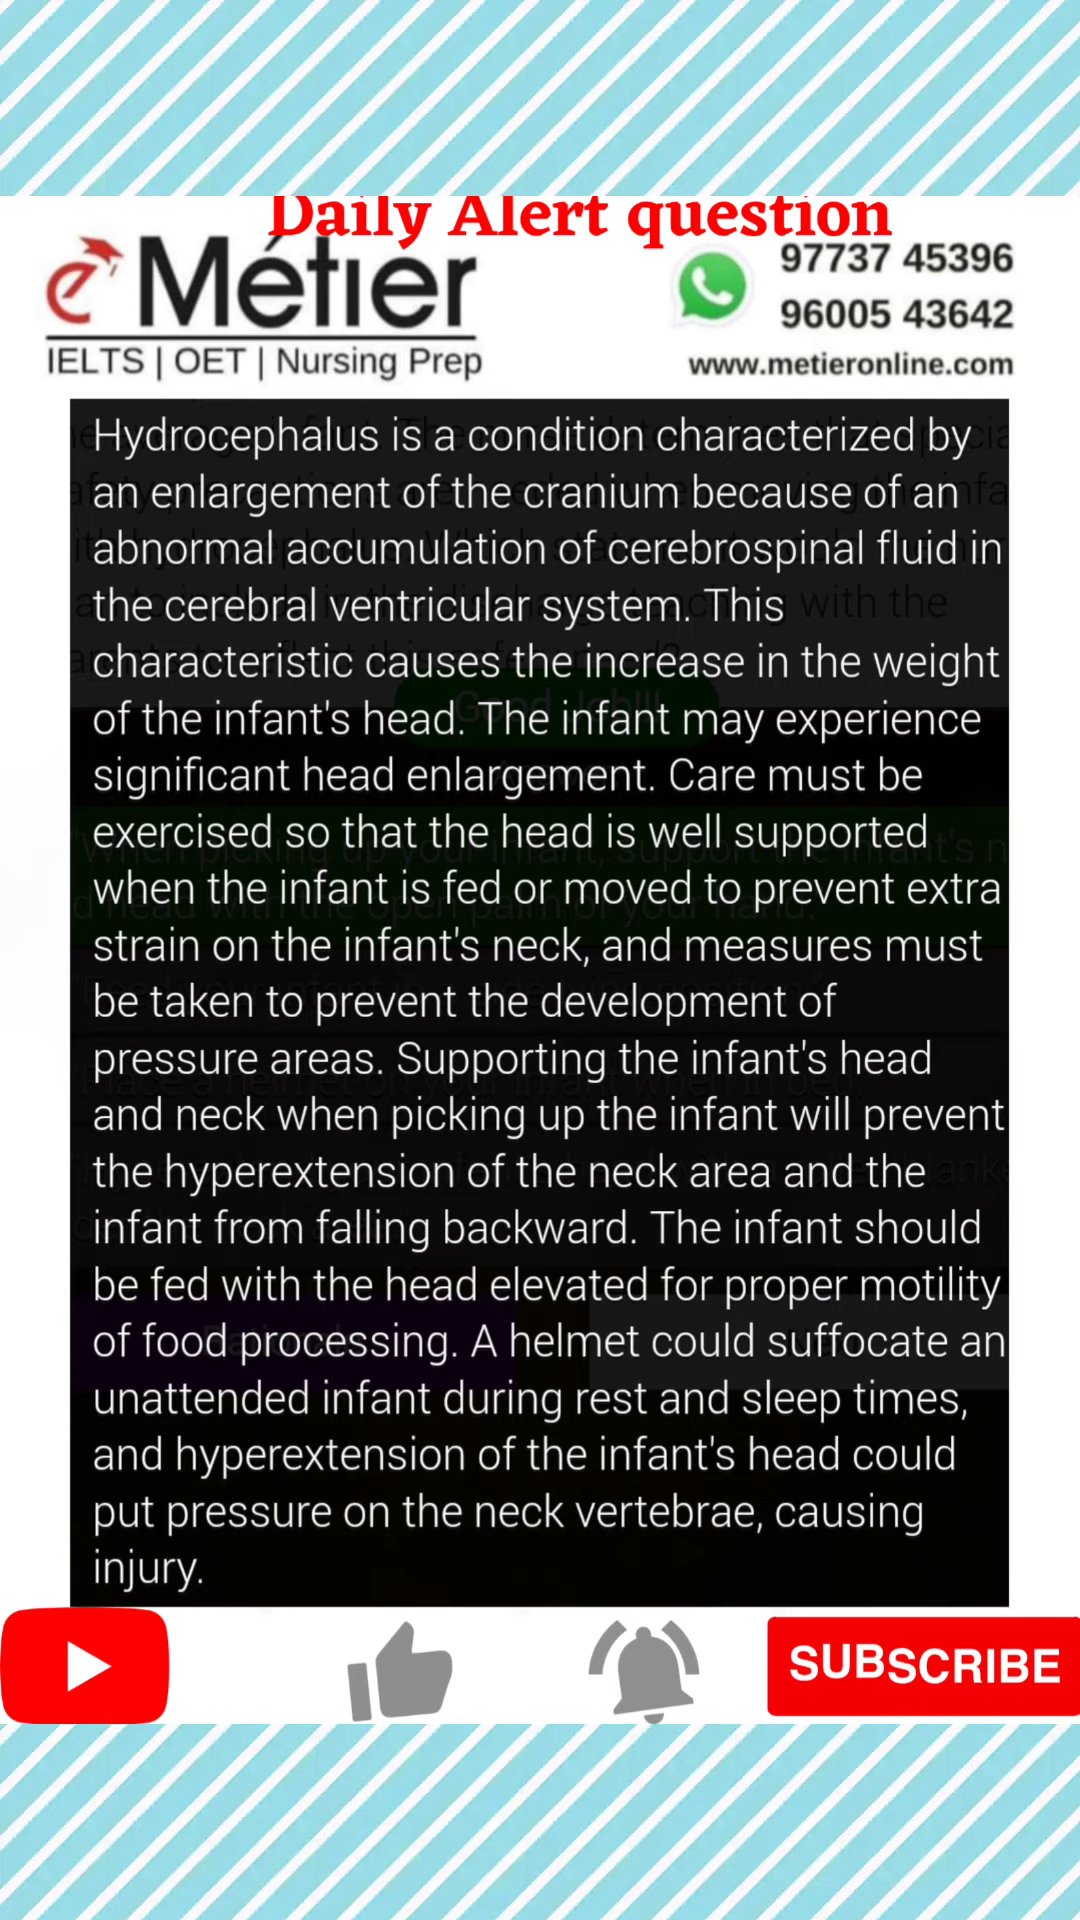 Daily Alert question
e Métier
IELTS | OET | Nursing Prep
97737 45396
96005 43642
www.metieronline.com
Hydrocephalus is a condition characterized by
an enlargement of the cranium because of an
abnormal accumulation of cerebrospinal fluid in
the cerebral ventricular system. This
characteristic causes the increase in the weight
of the infant's head. The infant may experience
significant head enlargement. Care must be
exercised so that the head is well supported
when the infant is fed or moved to prevent extra
strain on the infant's neck, and measures must
be taken to prevent the development of
pressure areas. Supporting the infant's head
and neck when picking up the infant will prevent
the hyperextension of the neck area and the
infant from falling backward. The infant should
be fed with the head elevated for proper motility
of food processing. A helmet could suffocate an
unattended infant during rest and sleep times,
and hyperextension of the infant's head could
put pressure on the neck vertebrae, causing
injury.
SUBSCRIBE